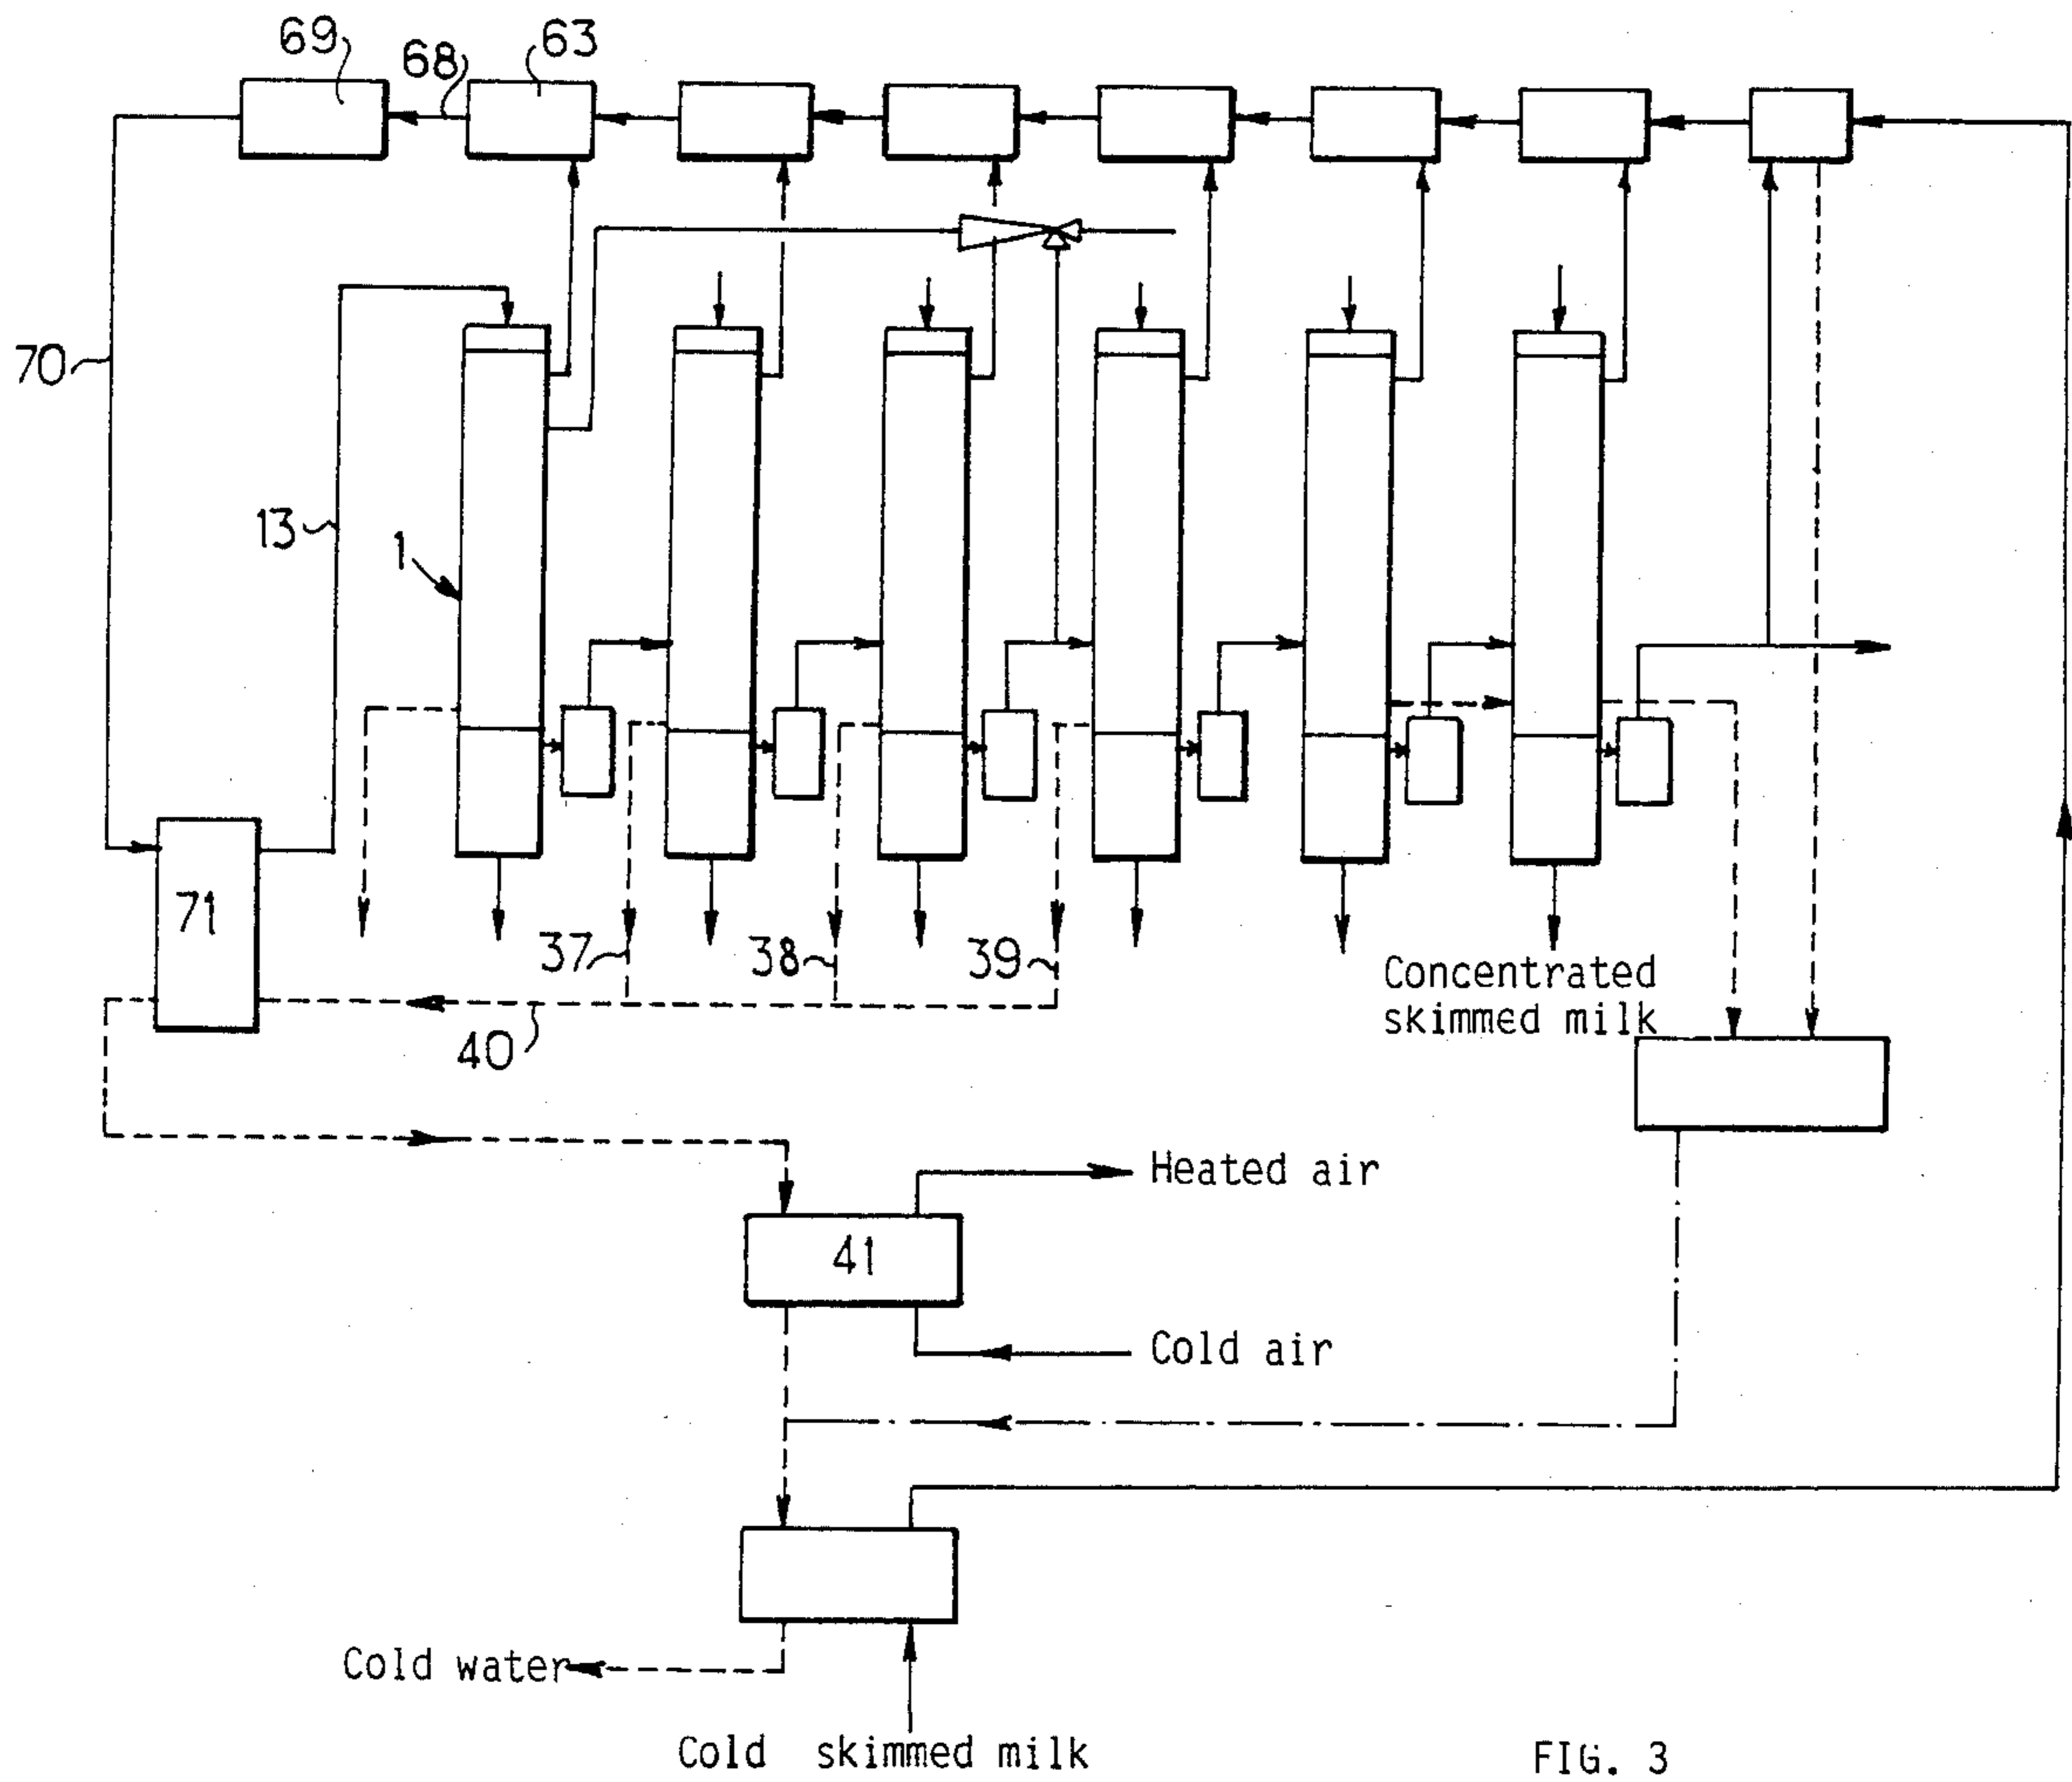 69
68
63
70
13
1
71
37
38
39
Concentrated
skimmed milk
40
Heated air
41
Cold air
Cold water
Cold skimmed milk
FIG. 3